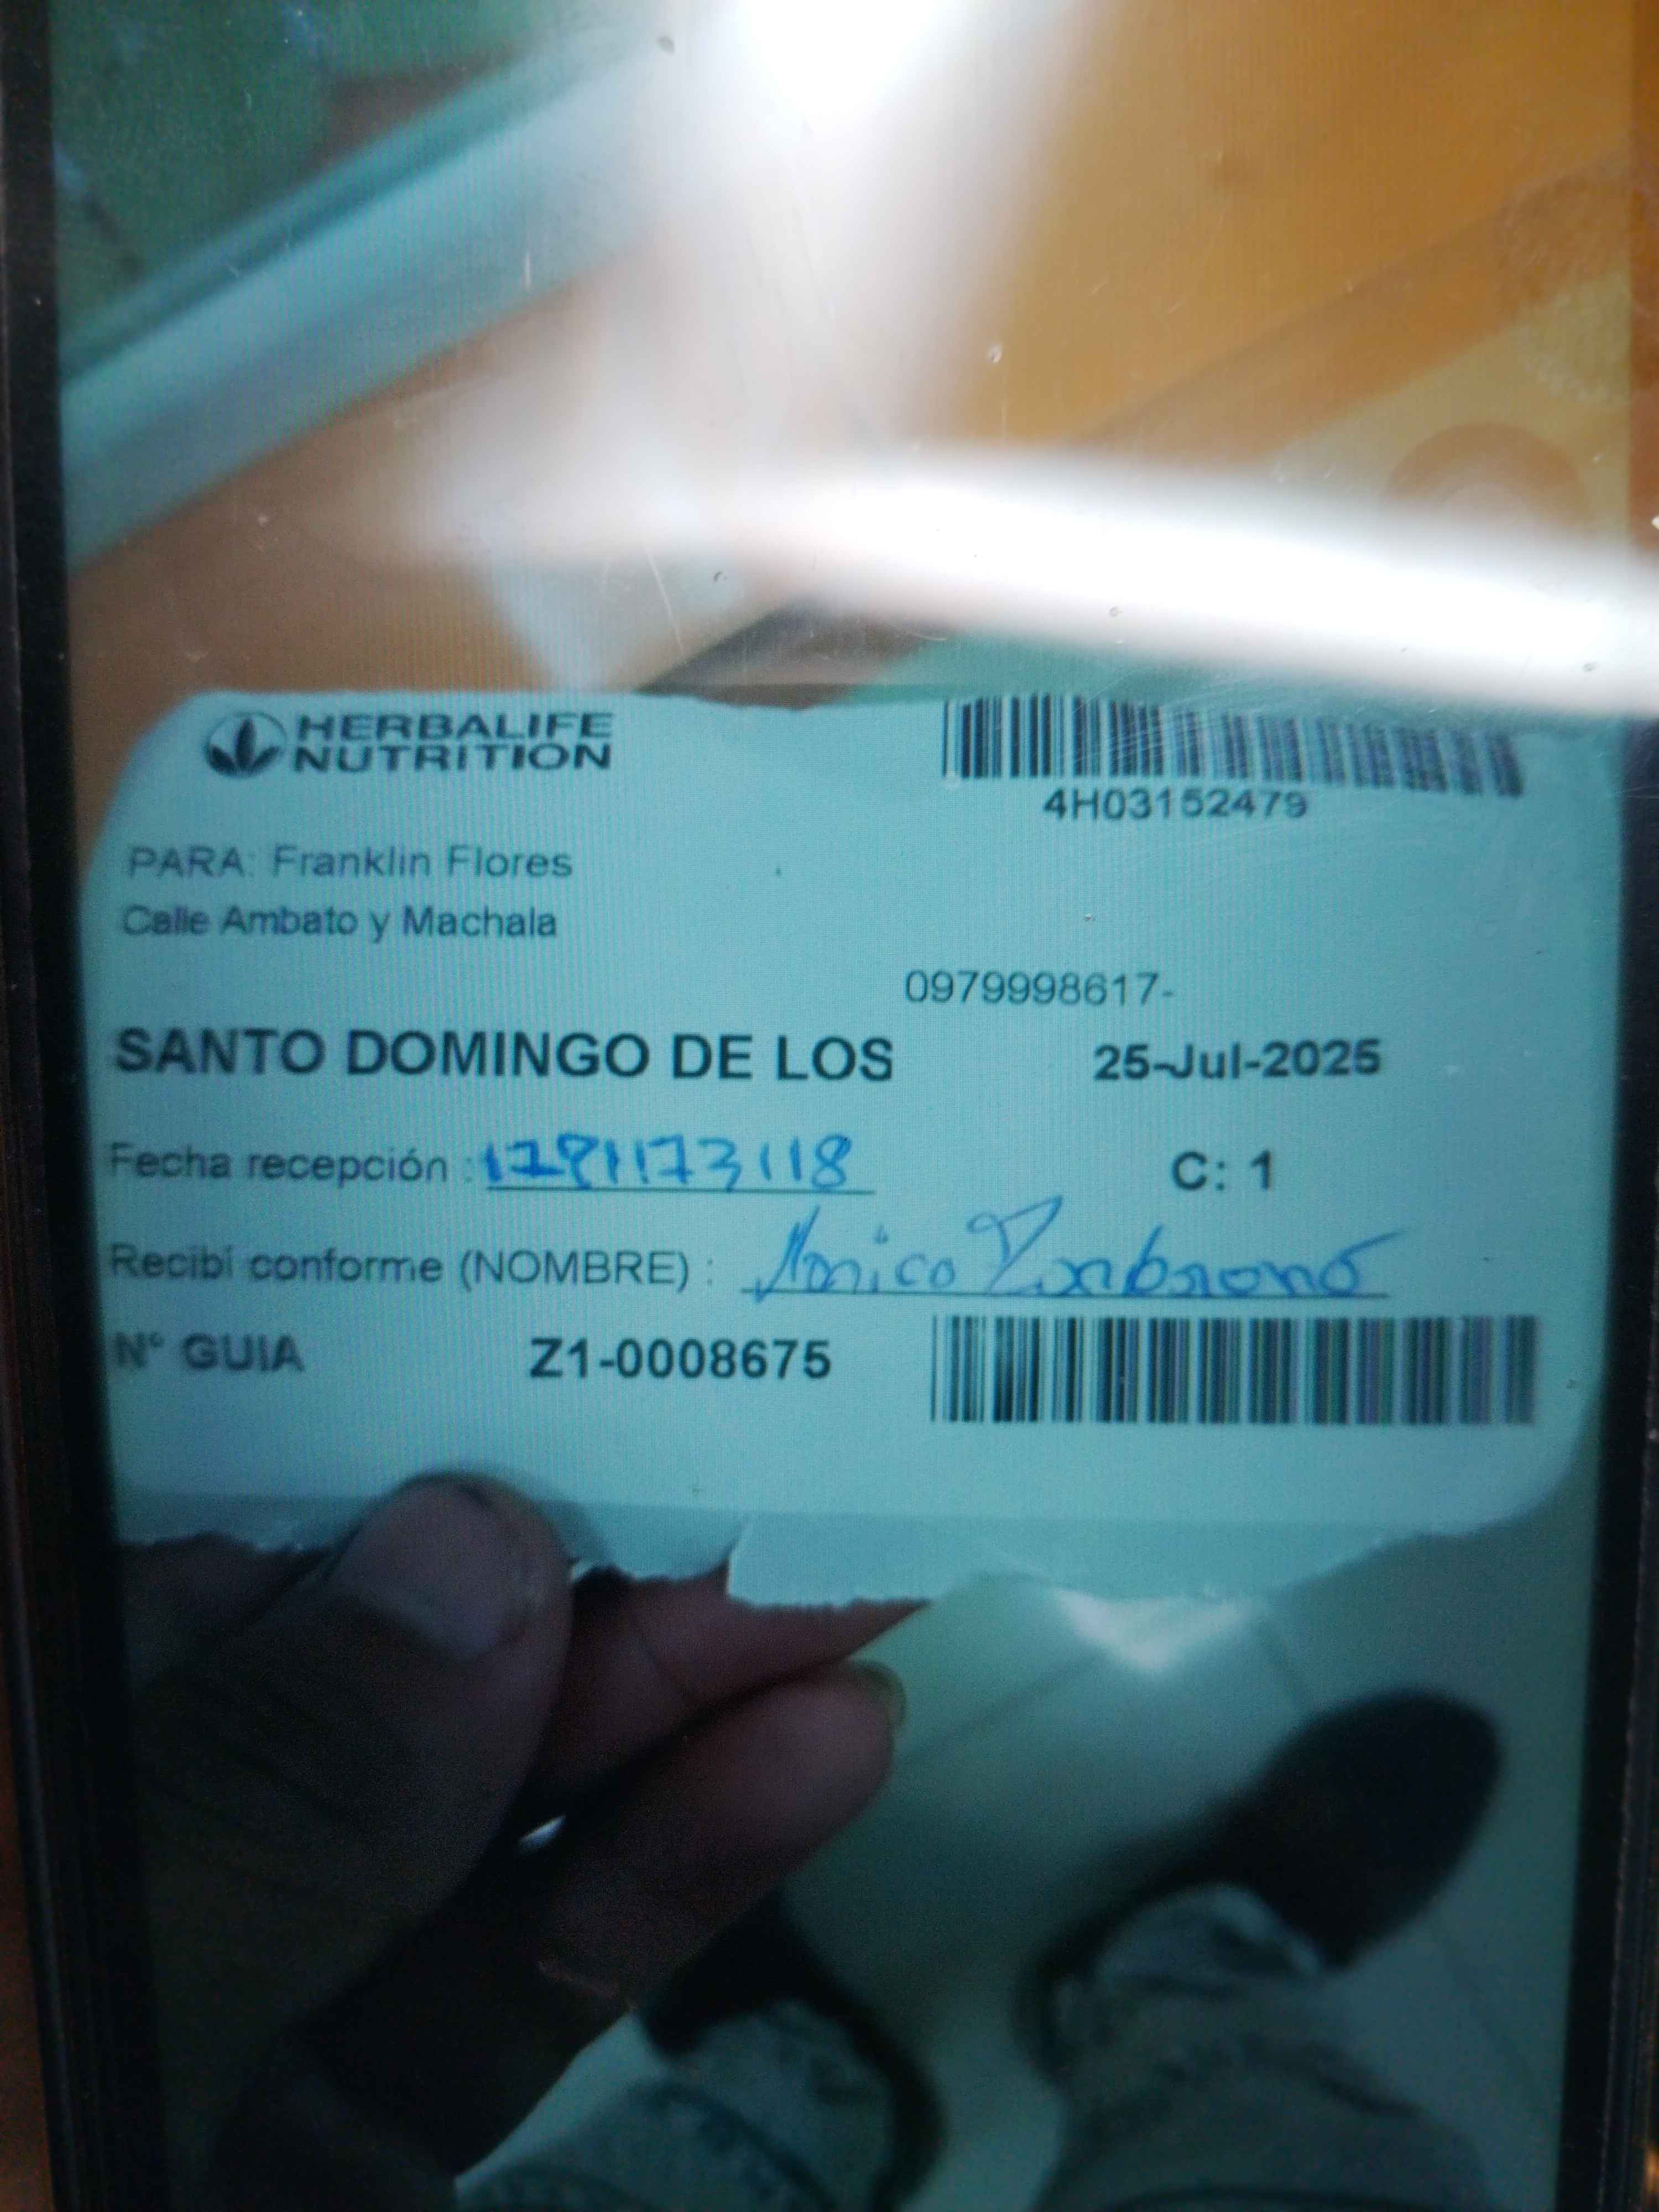 HERBALIFE
NUTRITION
4H03152479
PARA: Franklin Flores
Calle Ambato y Machala
0979998617-
SANTO DOMINGO DE LOS
25-Jul-2025
Fecha recepción :
C: 1
Recibí conforme (NOMBRE) :
N° GUIA Z1-0008675